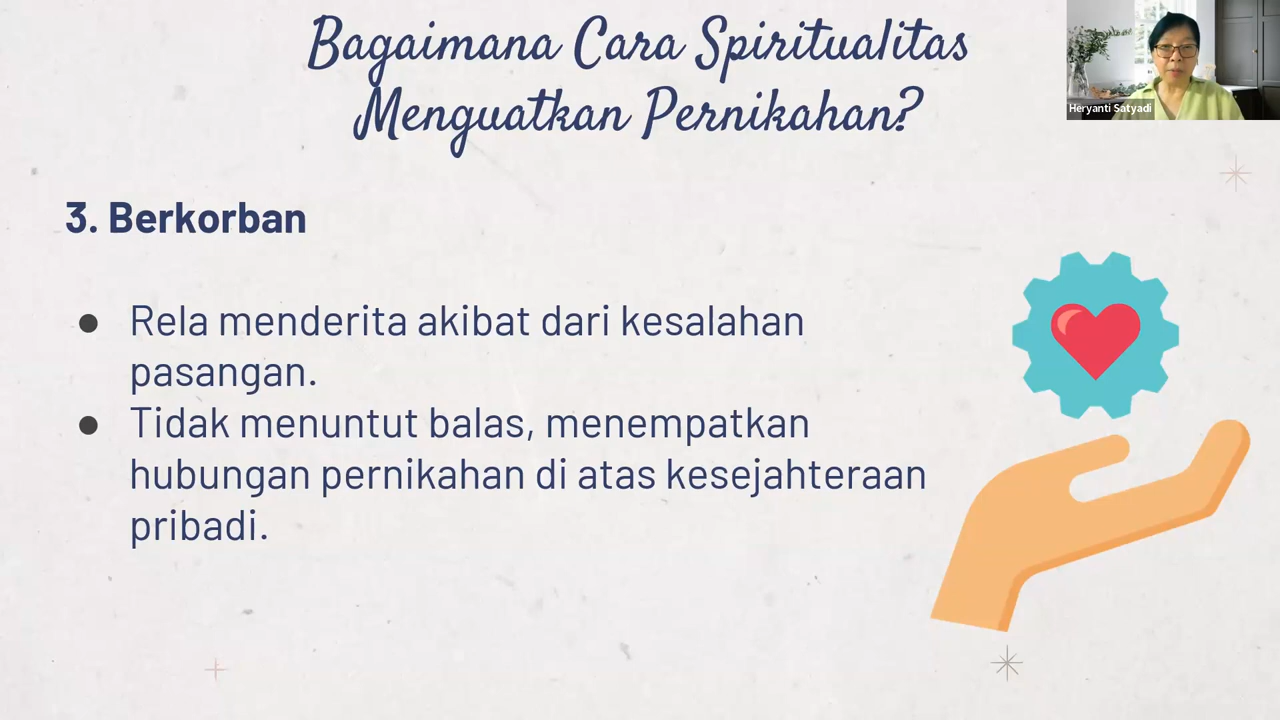 Bagaimana Cara Spiritualitas
Menguatkan Pernikahan?
Heryanti Satyadi
3. Berkorban
● Rela menderita akibat dari kesalahan
pasangan.
● Tidak menuntut balas, menempatkan
hubungan pernikahan di atas kesejahteraan
pribadi.